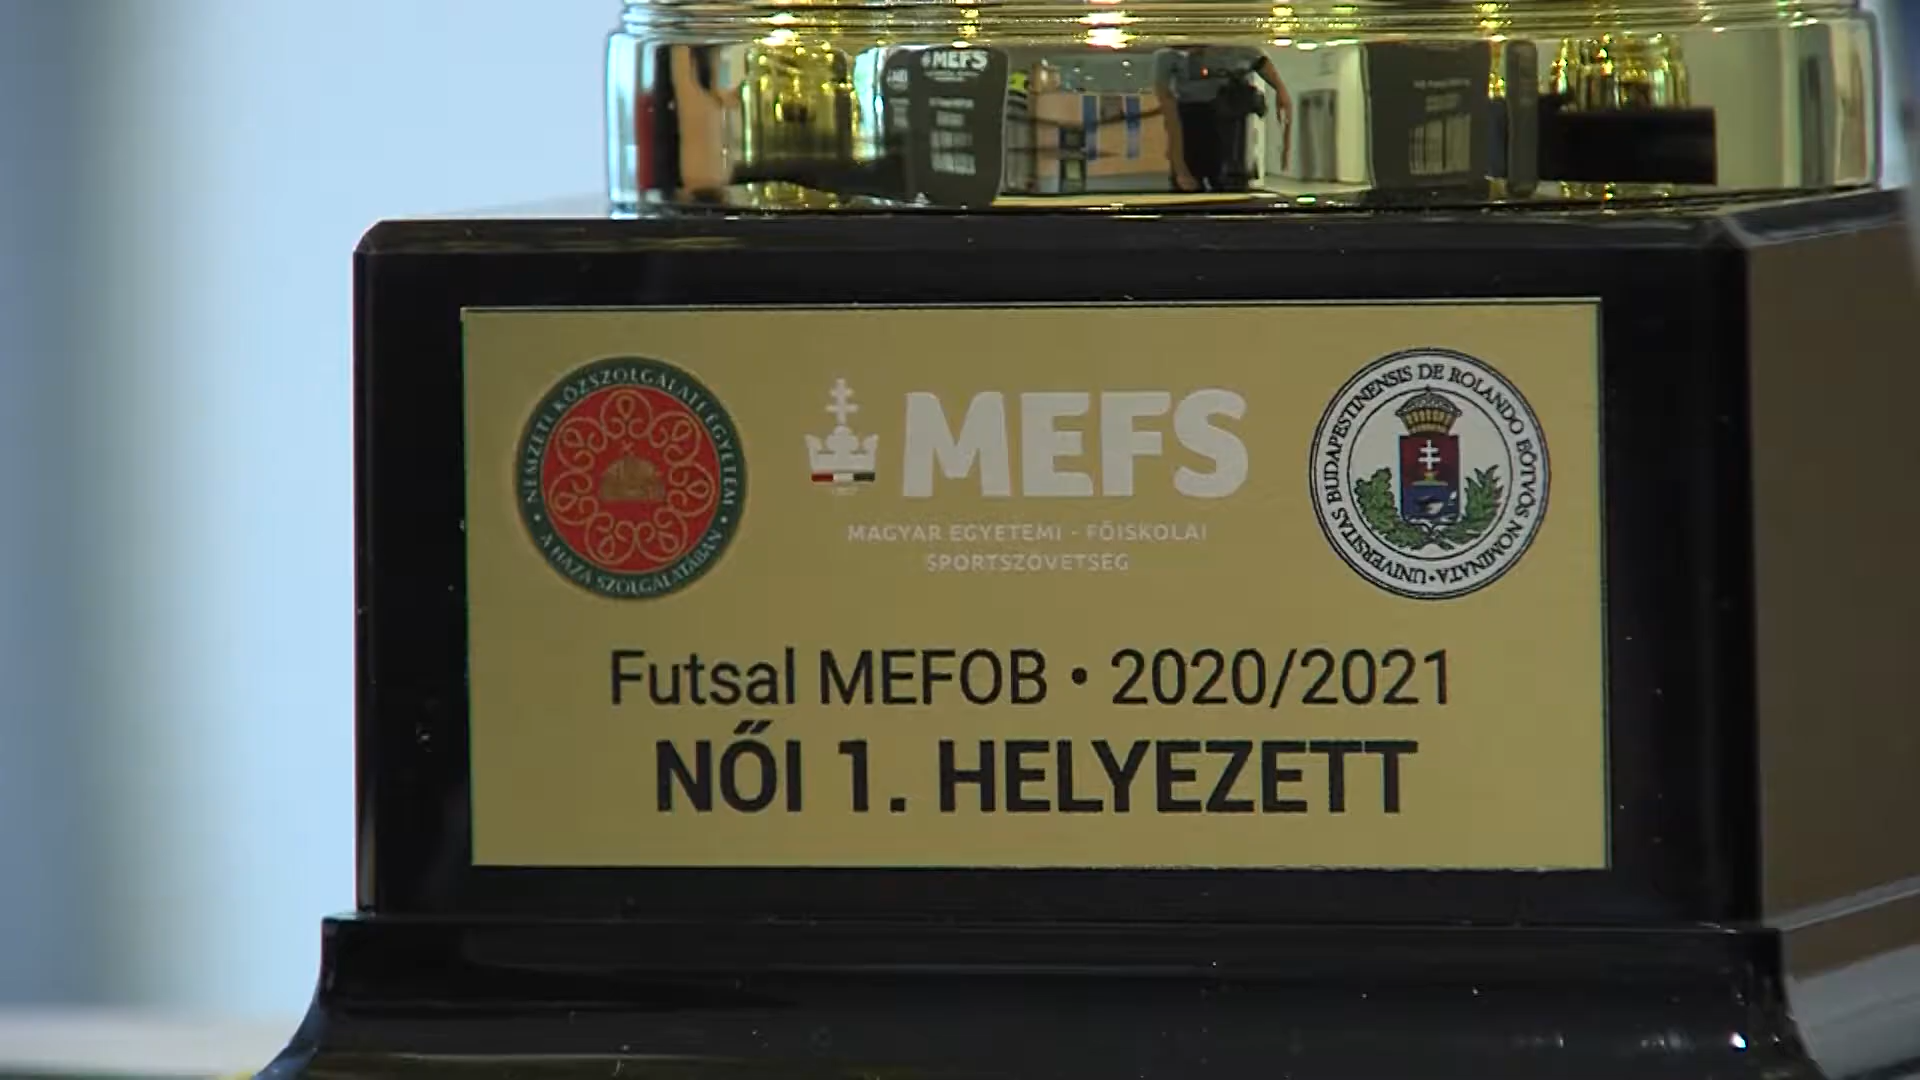 MEFS
NEMZETI KÖZSZOLGÁLATI EGYETEM • A HAZA SZOLGÁLATÁBAN •
MEFS
MAGYAR EGYETEMI - FŐISKOLAI
SPORTSZÖVETSÉG
UNIVERSITAS BUDAPESTINENSIS DE ROLANDO EÖTVÖS NOMINATA •
Futsal MEFOB • 2020/2021
NŐI 1. HELYEZETT